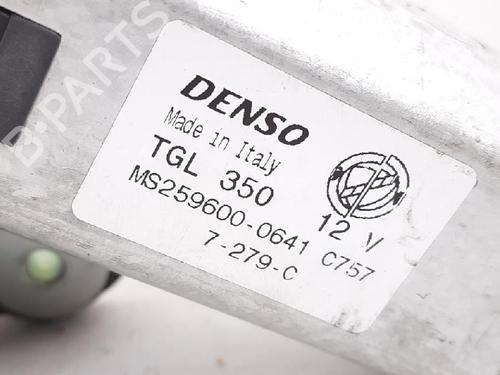 DENSO
Made in Italy
TGL 350
12 V
MS259600-0641 C757
7-279-C
B-PARTS